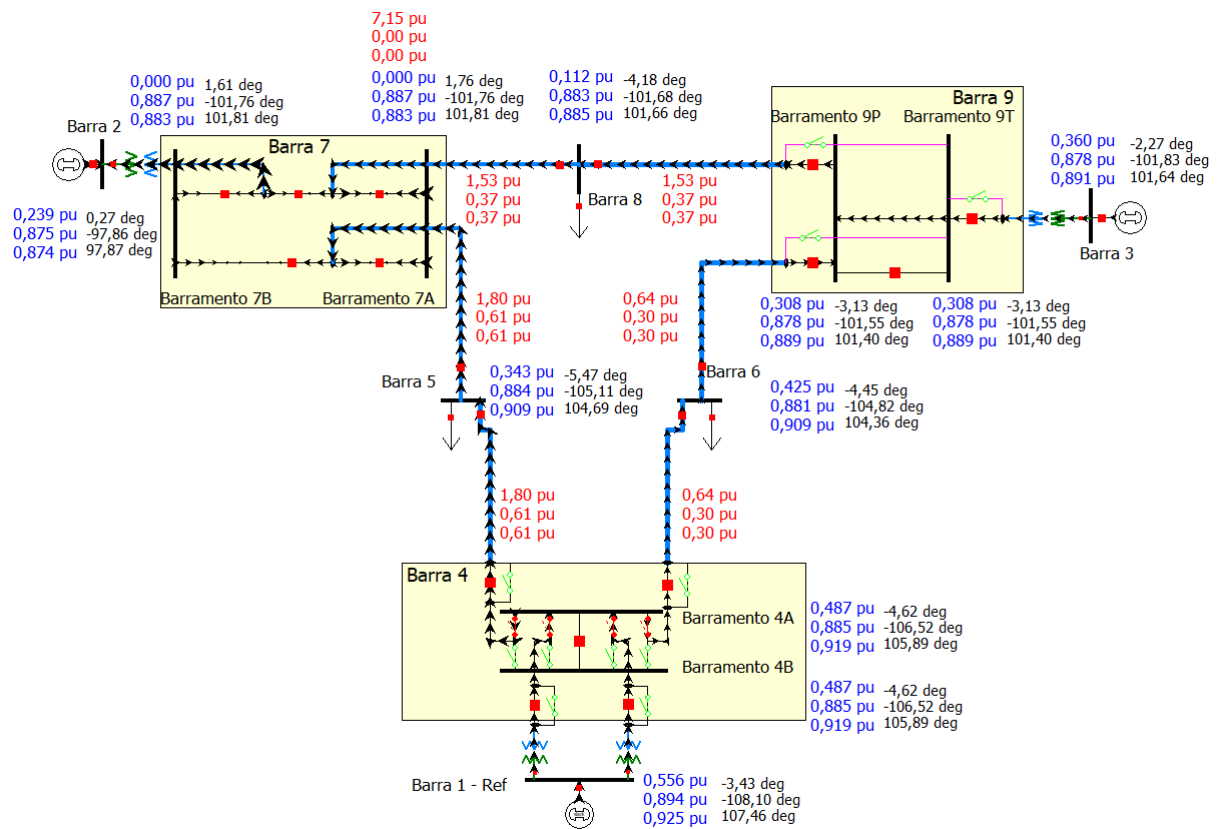 7,15 pu
0,00 pu
0,00 pu
0,000 pu 1,61 deg
0,887 pu -101,76 deg
0,883 pu 101,81 deg
0,000 pu 1,76 deg
0,887 pu -101,76 deg
0,883 pu 101,81 deg
0,112 pu -4,18 deg
0,883 pu -101,68 deg
0,885 pu 101,66 deg
Barra 9
Barramento 9P
Barramento 9T
Barra 2
Barra 7
0,360 pu -2,27 deg
0,878 pu -101,83 deg
0,891 pu 101,64 deg
1,53 pu
0,37 pu
0,37 pu
Barra 8
1,53 pu
0,37 pu
0,37 pu
0,239 pu 0,27 deg
0,875 pu -97,86 deg
0,874 pu 97,87 deg
Barra 3
Barramento 7B
Barramento 7A
1,80 pu
0,61 pu
0,61 pu
0,64 pu
0,30 pu
0,30 pu
0,308 pu -3,13 deg
0,878 pu -101,55 deg
0,889 pu 101,40 deg
0,308 pu -3,13 deg
0,878 pu -101,55 deg
0,889 pu 101,40 deg
Barra 5
0,343 pu -5,47 deg
0,884 pu -105,11 deg
0,909 pu 104,69 deg
Barra 6
0,425 pu -4,45 deg
0,881 pu -104,82 deg
0,909 pu 104,36 deg
1,80 pu
0,61 pu
0,61 pu
0,64 pu
0,30 pu
0,30 pu
Barra 4
Barramento 4A
0,487 pu -4,62 deg
0,885 pu -106,52 deg
0,919 pu 105,89 deg
Barramento 4B
0,487 pu -4,62 deg
0,885 pu -106,52 deg
0,919 pu 105,89 deg
Barra 1 - Ref
0,556 pu -3,43 deg
0,894 pu -108,10 deg
0,925 pu 107,46 deg